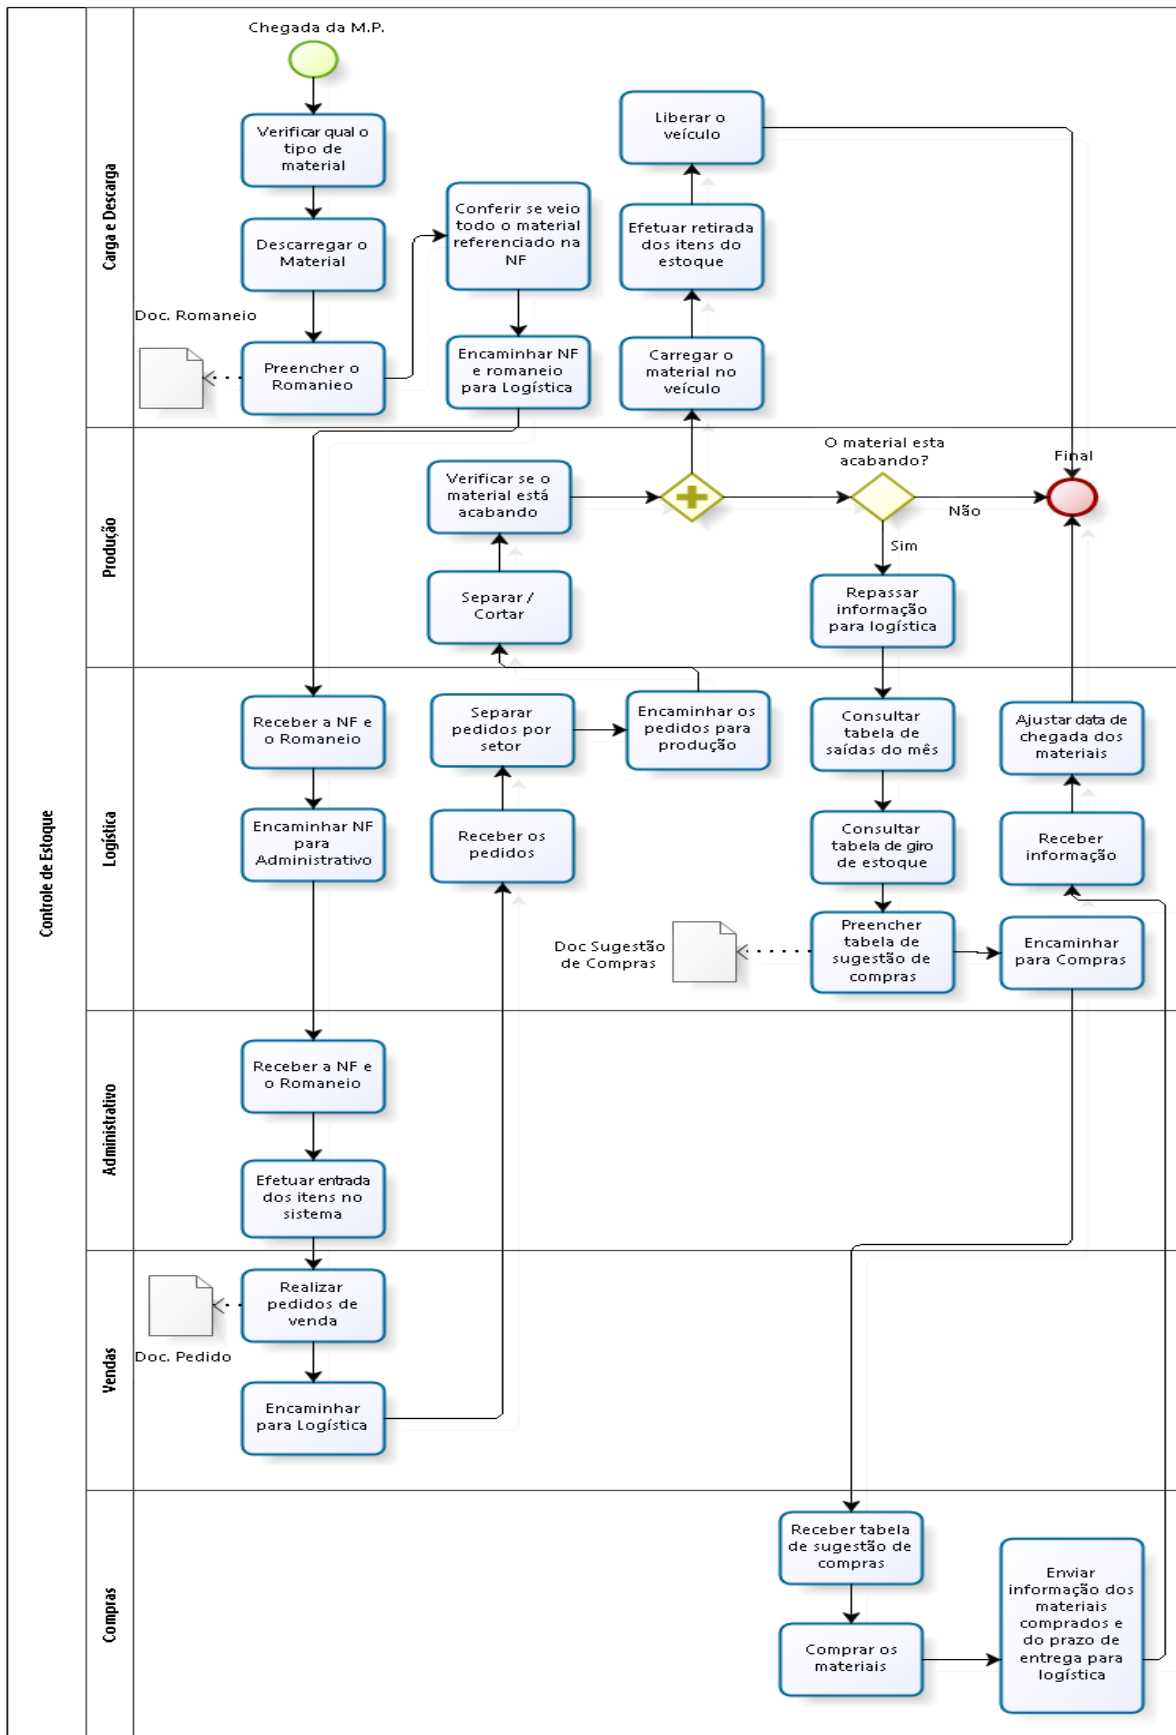 Controle de Estoque
Carga e Descarga
Chegada da M.P.
Verificar qual o
tipo de
material
Descarregar o
Material
Doc. Romaneio
Preencher o
Romanieo
Conferir se veio
todo o material
referenciado na
NF
Encaminhar NF
e romaneio
para Logística
Liberar o
veículo
Efetuar retirada
dos itens do
estoque
Carregar o
material no
veículo
Produção
Verificar se o
material está
acabando
Separar /
Cortar
O material esta
acabando?
Não
Sim
Final
Repassar
informação
para logística
Logística
Receber a NF e
o Romaneio
Encaminhar NF
para
Administrativo
Separar
pedidos por
setor
Encaminhar os
pedidos para
produção
Receber os
pedidos
Consultar
tabela de
saídas do mês
Consultar
tabela de giro
de estoque
Doc Sugestão
de Compras
Preencher
tabela de
sugestão de
compras
Encaminhar
para Compras
Ajustar data de
chegada dos
materiais
Receber
informação
Administrativo
Receber a NF e
o Romaneio
Efetuar entrada
dos itens no
sistema
Vendas
Realizar
pedidos de
venda
Doc. Pedido
Encaminhar
para Logística
Compras
Receber tabela
de sugestão de
compras
Comprar os
materiais
Enviar
informação dos
materiais
comprados e
do prazo de
entrega para
logística